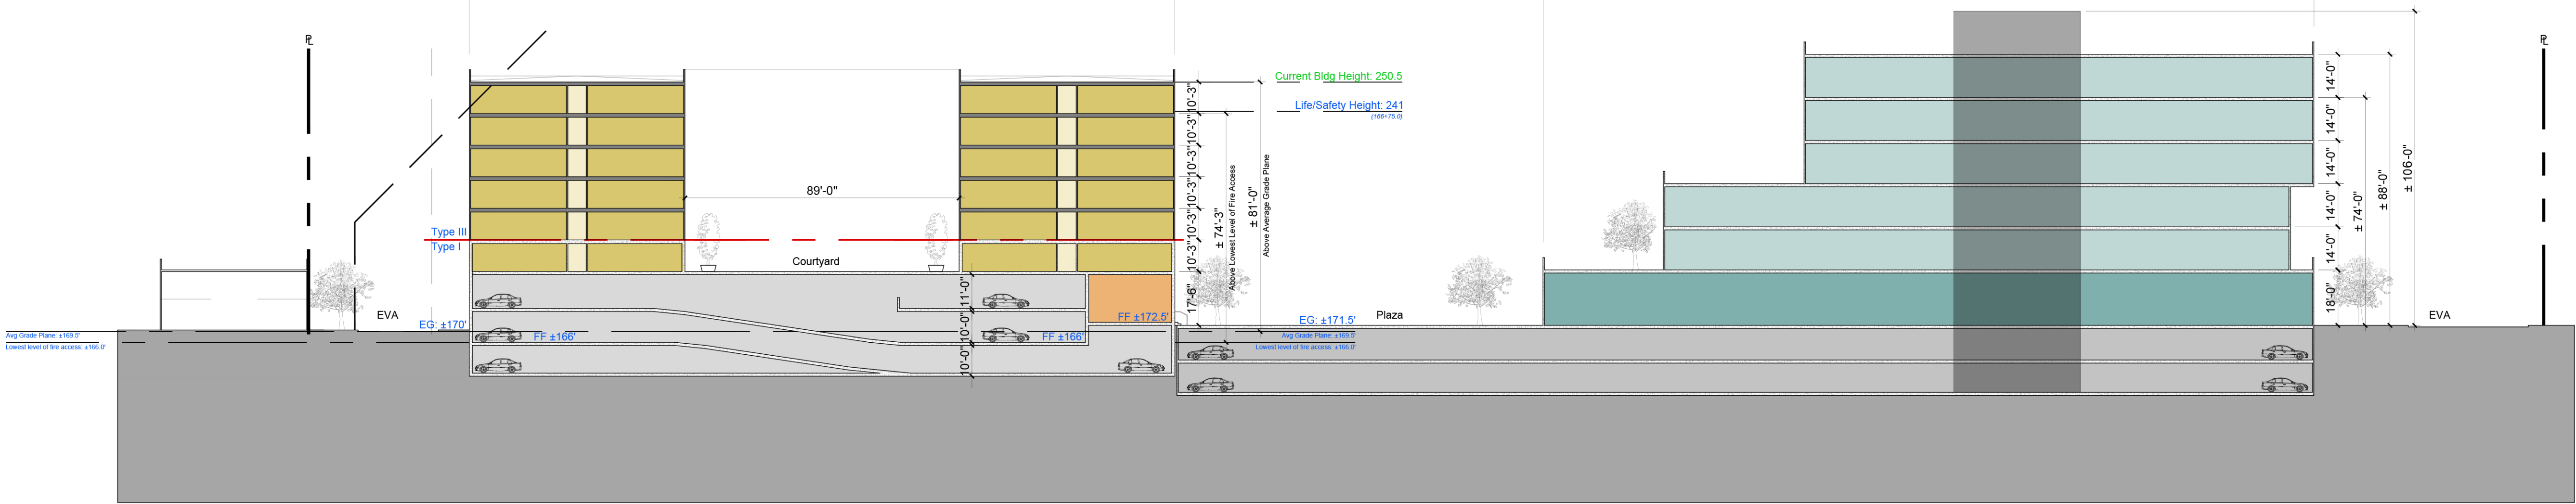 PL
PL
Current Bldg Height: 250.5
Life/Safety Height: 241
(166+75.0)
10'-3"
10'-3"
10'-3"
10'-3"
10'-3"
10'-3"
17'-6"
± 74'-3"
Above Lowest Level of Fire Access
± 81'-0"
Above Average Grade Plane
89'-0"
Type III
Type I
Courtyard
11'-0"
10'-0"
10'-0"
EVA
EG: ±170'
FF ±166'
FF ±166'
FF ±172.5'
EG: ±171.5'
Plaza
Avg Grade Plane: ±169.5'
Lowest level of fire access: ±166.0'
Avg Grade Plane: ±169.5'
Lowest level of fire access: ±166.0'
14'-0"
14'-0"
14'-0"
14'-0"
14'-0"
18'-0"
± 74'-0"
± 88'-0"
± 106'-0"
EVA